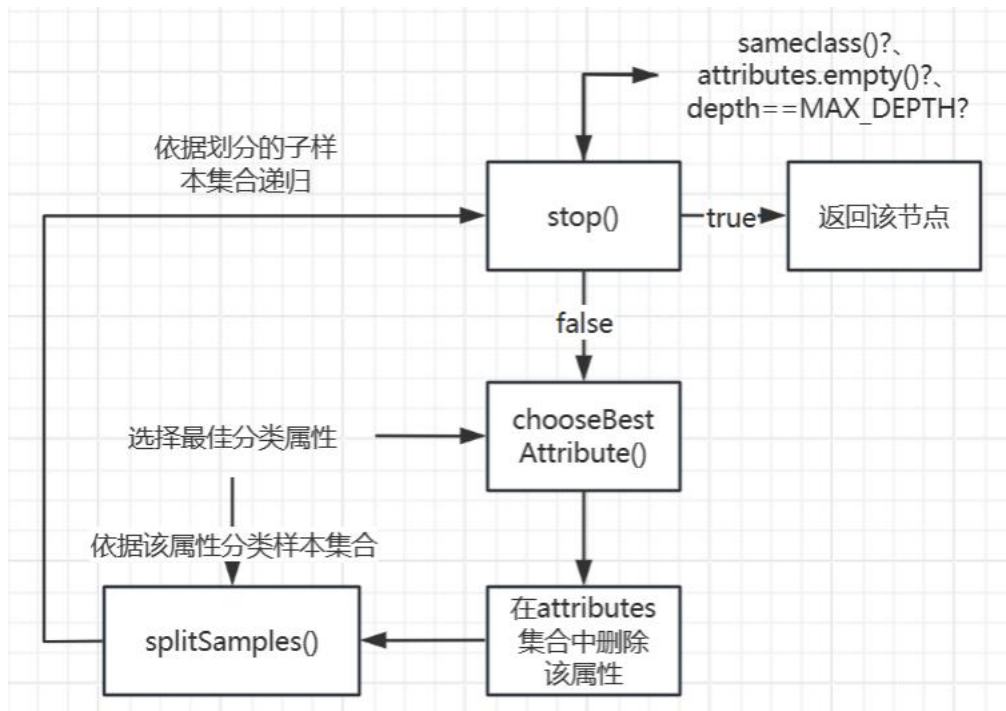 sameclass()?、
attributes.empty()?、
depth==MAX_DEPTH?
依据划分的子样
本集合递归
stop()
true
返回该节点
false
选择最佳分类属性
chooseBest
Attribute()
依据该属性分类样本集合
splitSamples()
在attributes
集合中删除
该属性